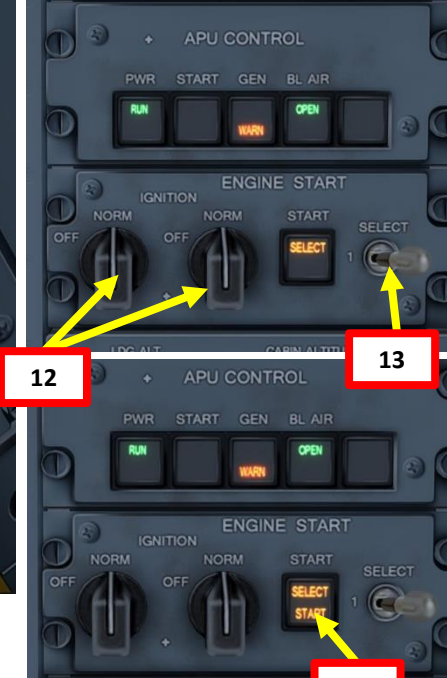 APU CONTROL
PWR START GEN BL AIR
RUN WARN OPEN
ENGINE START
IGNITION
NORM NORM START SELECT
OFF OFF
SELECT 1
LDG ALT
12
13
APU CONTROL
PWR START GEN BL AIR
RUN WARN OPEN
ENGINE START
IGNITION
NORM NORM START SELECT
OFF OFF
SELECT 1
START